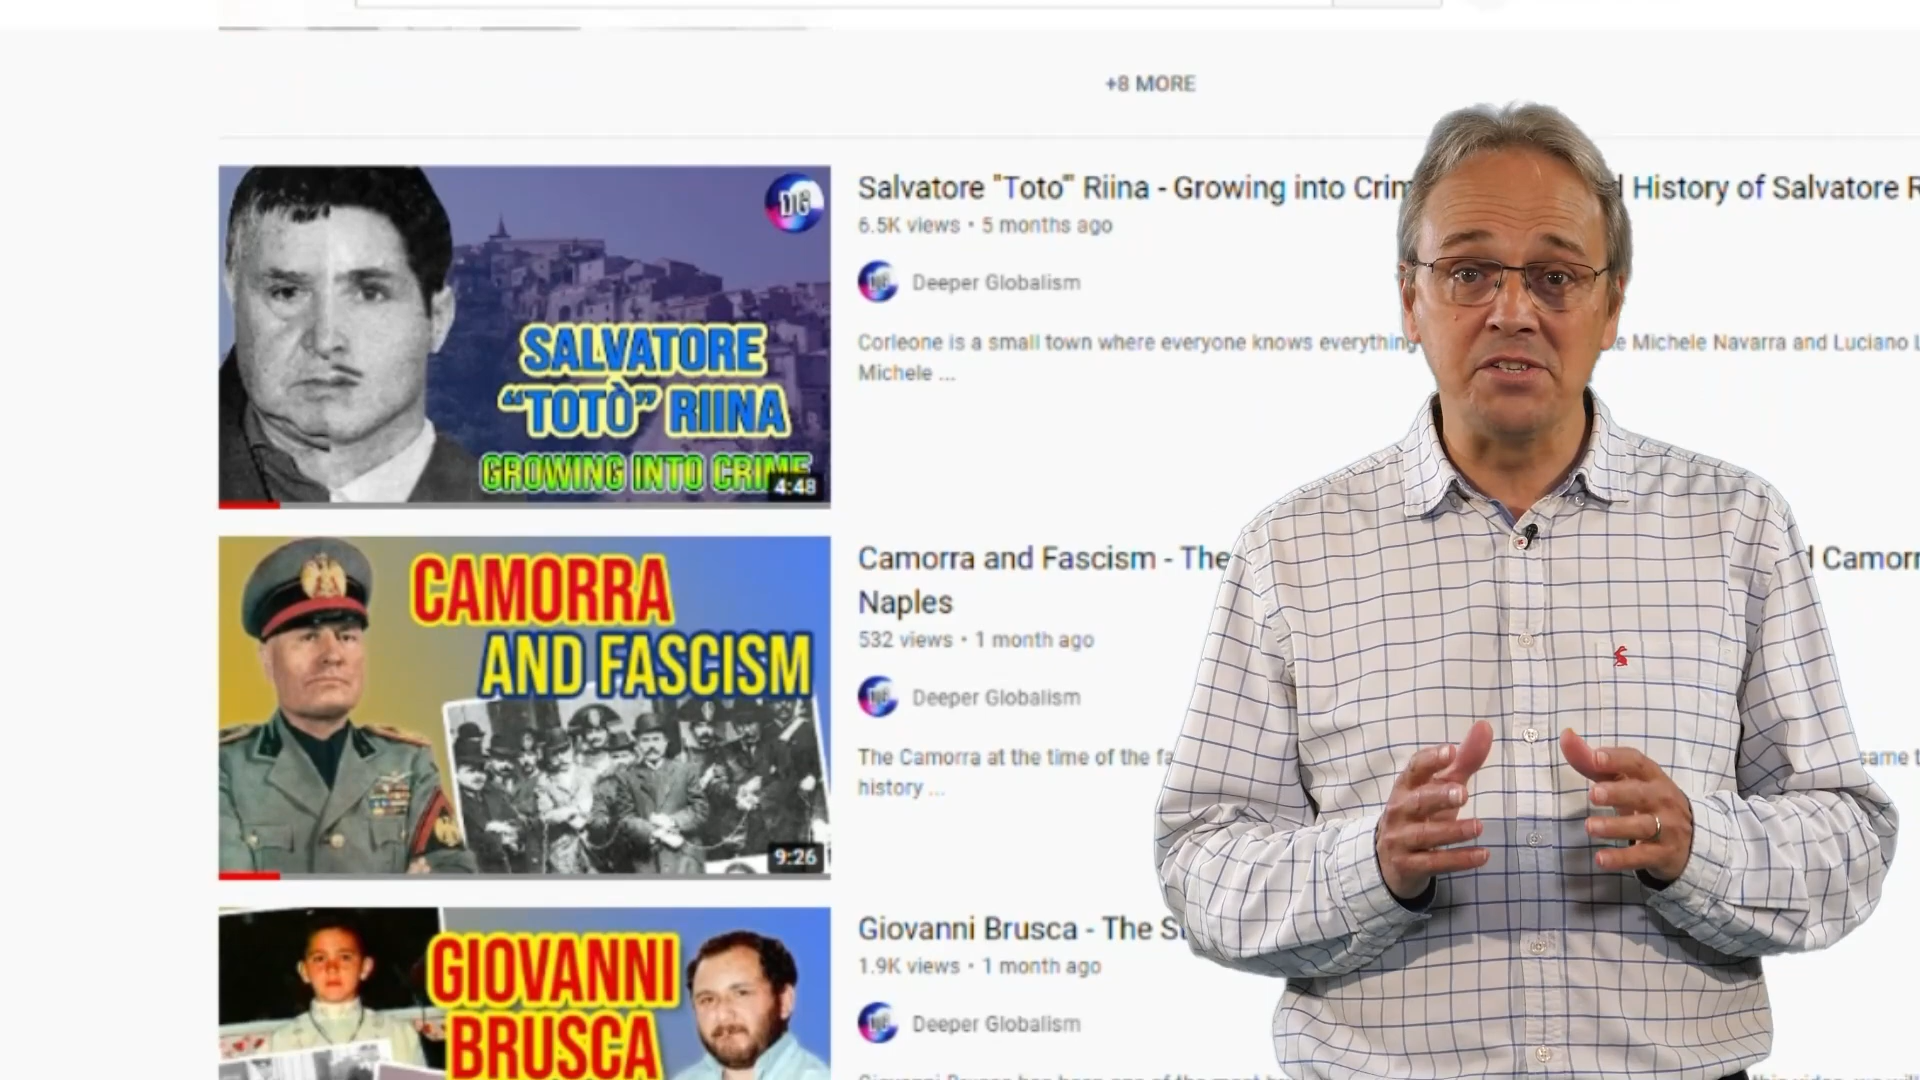 +8 MORE
DG
SALVATORE
“TOTÒ” RIINA
GROWING INTO CRIME
4:48
Salvatore "Toto'" Riina - Growing into Crim
History of Salvatore R
6.5K views • 5 months ago
Deeper Globalism
Corleone is a small town where everyone knows everything
Michele Navarra and Luciano L
Michele ...
CAMORRA
AND FASCISM
9:26
Camorra and Fascism - The
Camorr
Naples
532 views • 1 month ago
Deeper Globalism
The Camorra at the time of the fa
same t
history ...
GIOVANNI
BRUSCA
Giovanni Brusca - The S
1.9K views • 1 month ago
Deeper Globalism